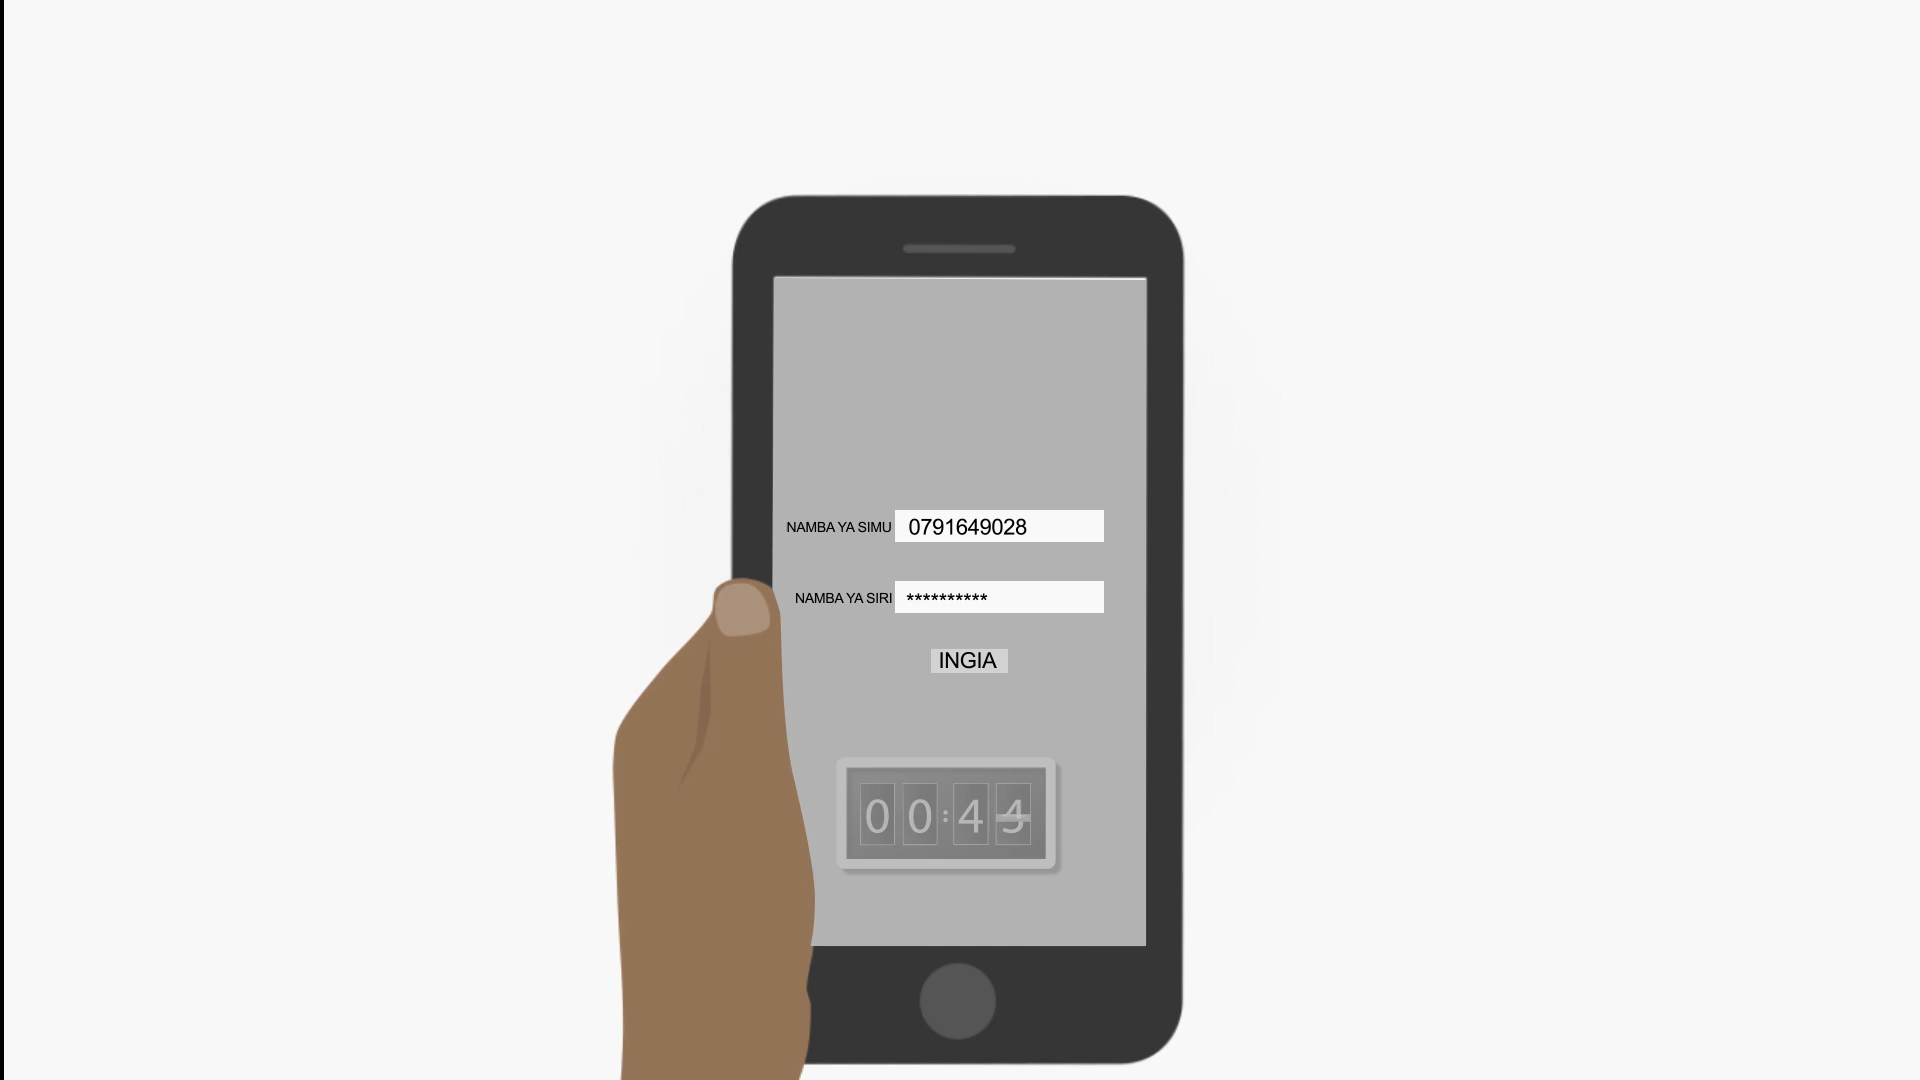 NAMBA YA SIMU 0791649028
NAMBA YA SIRI **********
INGIA
00:4